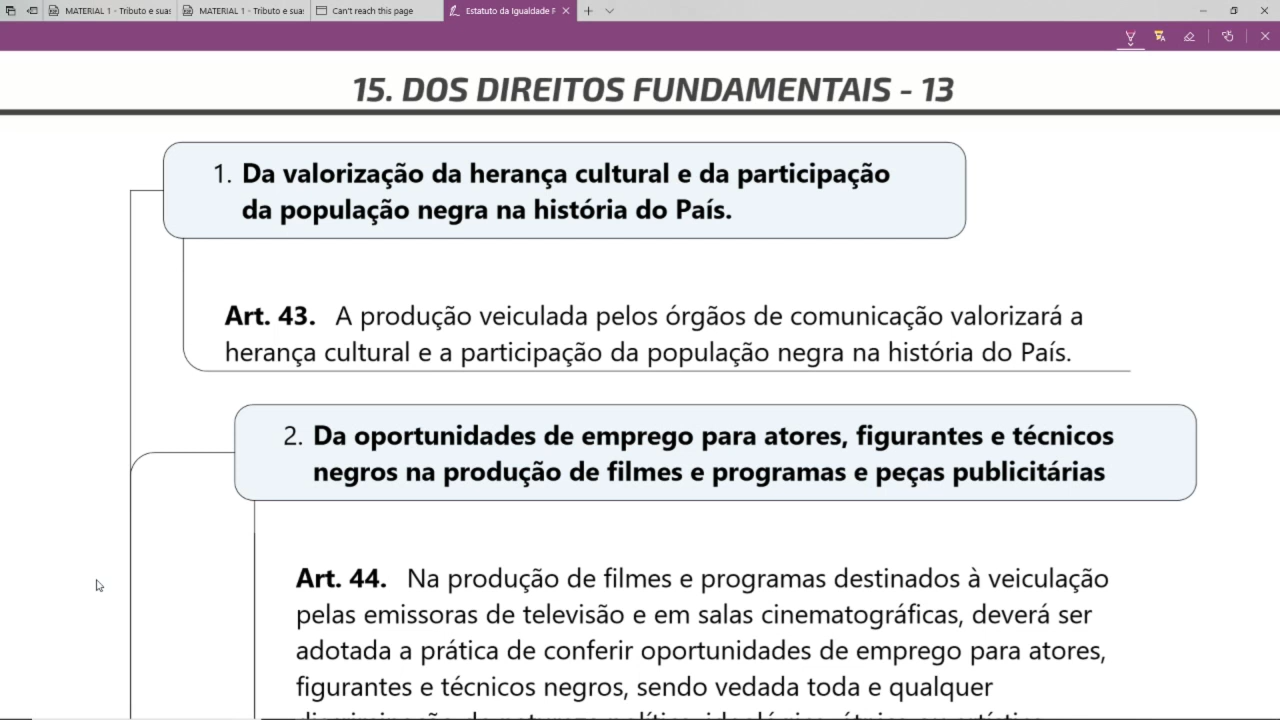 MATERIAL 1 - Tributo e sua
MATERIAL 1 - Tributo e sua
Can't reach this page
Estatuto da Igualdade R
15. DOS DIREITOS FUNDAMENTAIS - 13
1. Da valorização da herança cultural e da participação
da população negra na história do País.
Art. 43. A produção veiculada pelos órgãos de comunicação valorizará a
herança cultural e a participação da população negra na história do País.
2. Da oportunidades de emprego para atores, figurantes e técnicos
negros na produção de filmes e programas e peças publicitárias
Art. 44. Na produção de filmes e programas destinados à veiculação
pelas emissoras de televisão e em salas cinematográficas, deverá ser
adotada a prática de conferir oportunidades de emprego para atores,
figurantes e técnicos negros, sendo vedada toda e qualquer